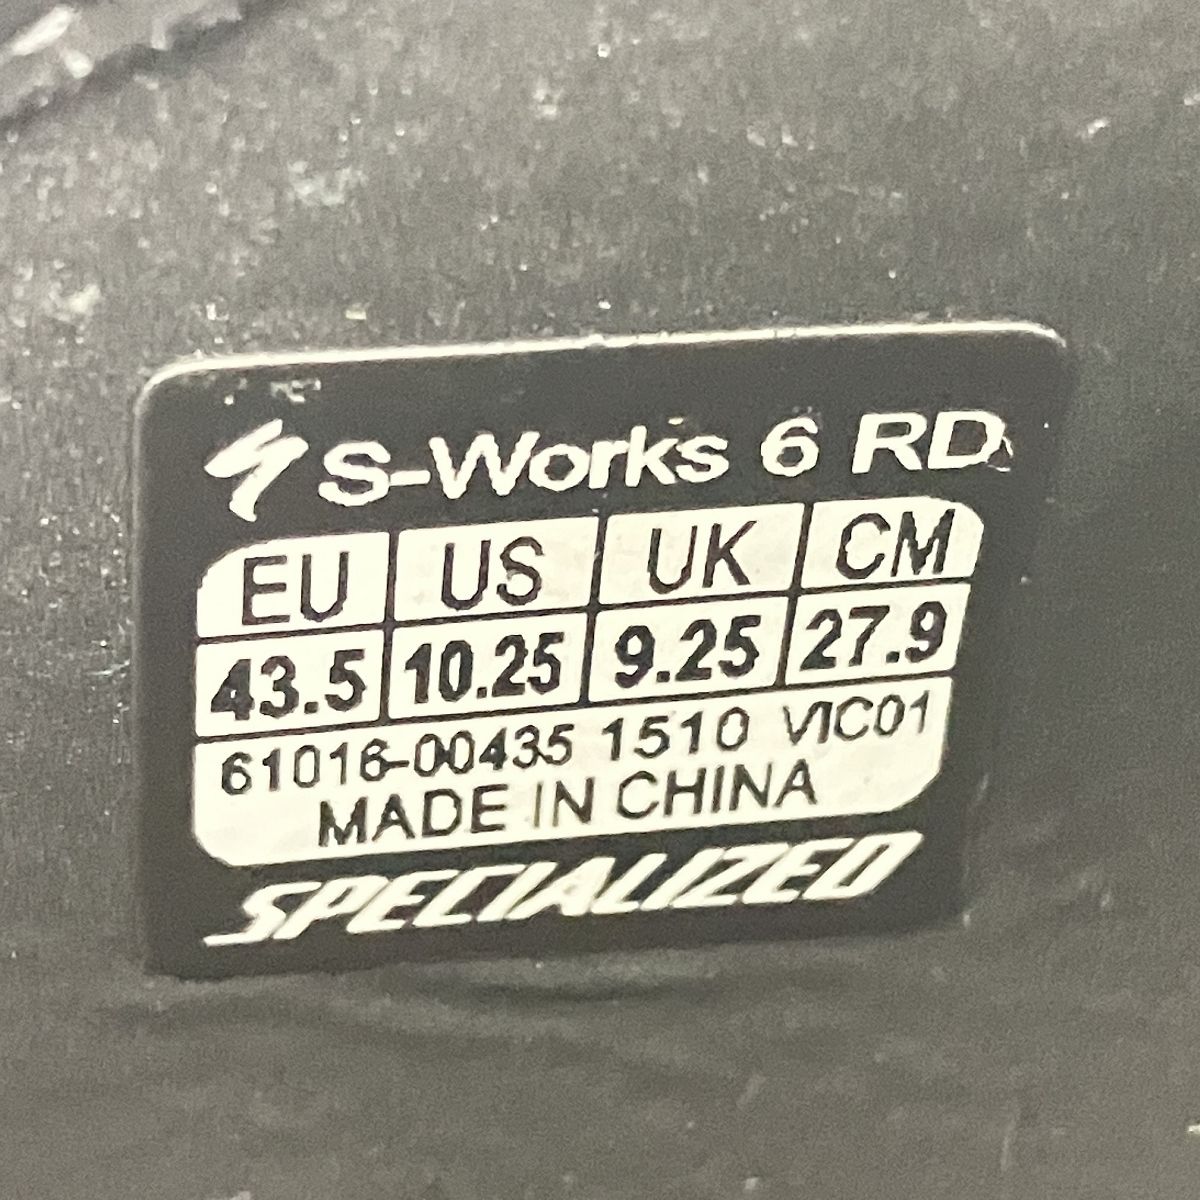 S-Works 6 RD
EU US UK CM
43.5 10.25 9.25 27.9
61016-00435 1510 VIC01
MADE IN CHINA
SPECIALIZED